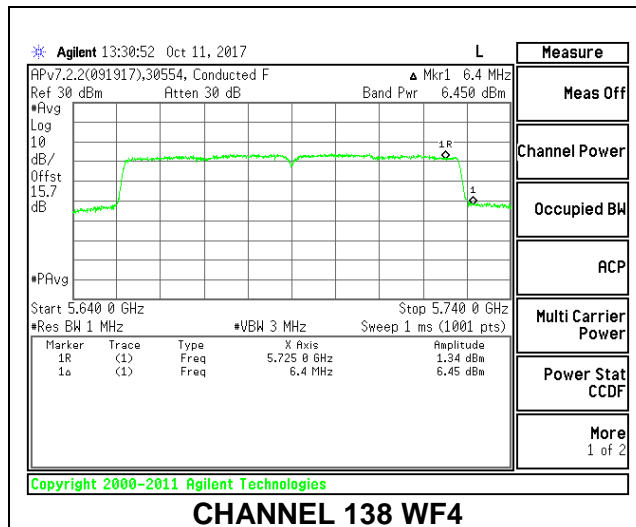 Agilent 13:30:52 Oct 11, 2017 L
APv7.2.2(091917),30554, Conducted F Δ Mkr1 6.4 MHz
Ref 30 dBm Atten 30 dB Band Pwr 6.450 dBm
#Avg
Log
10
dB/
Offst
15.7
dB
1R
1
#PAvg
Start 5.640 0 GHz Stop 5.740 0 GHz
#Res BW 1 MHz #VBW 3 MHz Sweep 1 ms (1001 pts)
Marker Trace Type X Axis Amplitude
1R (1) Freq 5.725 0 GHz 1.34 dBm
1Δ (1) Freq 6.4 MHz 6.45 dBm
Copyright 2000-2011 Agilent Technologies
Measure
Meas Off
Channel Power
Occupied BW
ACP
Multi Carrier
Power
Power Stat
CCDF
More
1 of 2
CHANNEL 138 WF4